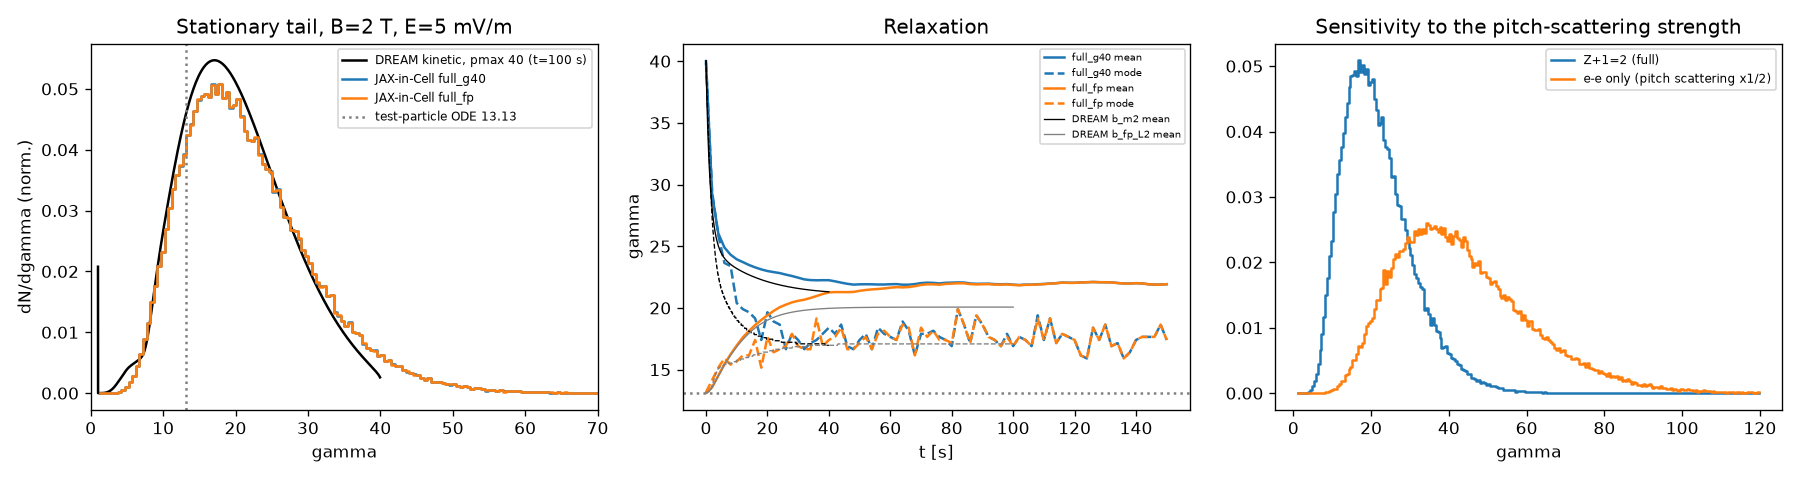 Stationary tail, B=2 T, E=5 mV/m
dN/dgamma (norm.)
0.05
0.04
0.03
0.02
0.01
0.00
DREAM kinetic, pmax 40 (t=100 s)
JAX-in-Cell full_g40
JAX-in-Cell full_fp
test-particle ODE 13.13
0 10 20 30 40 50 60 70
gamma
Relaxation
gamma
40
35
30
25
20
15
full_g40 mean
full_g40 mode
full_fp mean
full_fp mode
DREAM b_m2 mean
DREAM b_fp_L2 mean
0 20 40 60 80 100 120 140
t [s]
Sensitivity to the pitch-scattering strength
0.05
0.04
0.03
0.02
0.01
0.00
Z+1=2 (full)
e-e only (pitch scattering x1/2)
0 20 40 60 80 100 120
gamma